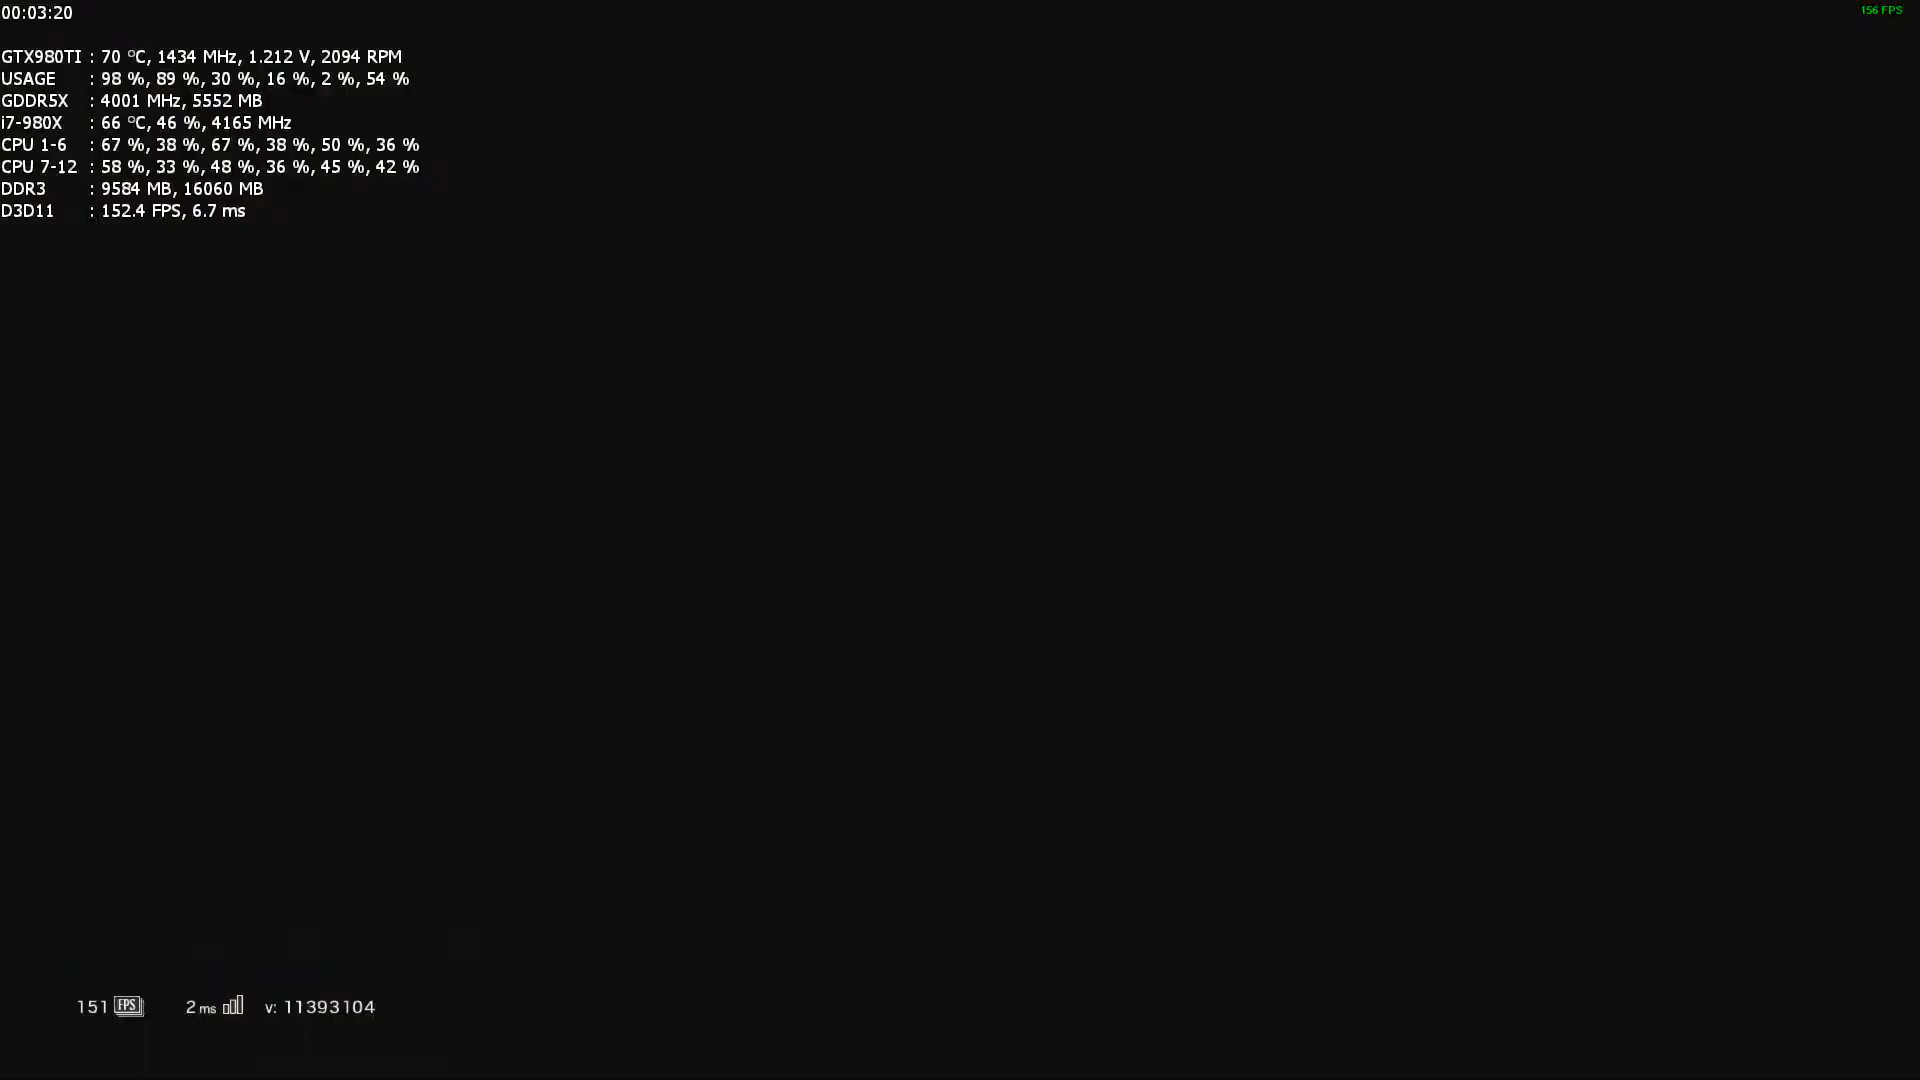 00:03:20
156 FPS
GTX980TI : 70 °C, 1434 MHz, 1.212 V, 2094 RPM
USAGE : 98 %, 89 %, 30 %, 16 %, 2 %, 54 %
GDDR5X : 4001 MHz, 5552 MB
i7-980X : 66 °C, 46 %, 4165 MHz
CPU 1-6 : 67 %, 38 %, 67 %, 38 %, 50 %, 36 %
CPU 7-12 : 58 %, 33 %, 48 %, 36 %, 45 %, 42 %
DDR3 : 9584 MB, 16060 MB
D3D11 : 152.4 FPS, 6.7 ms
151 FPS 2 ms v: 11393104